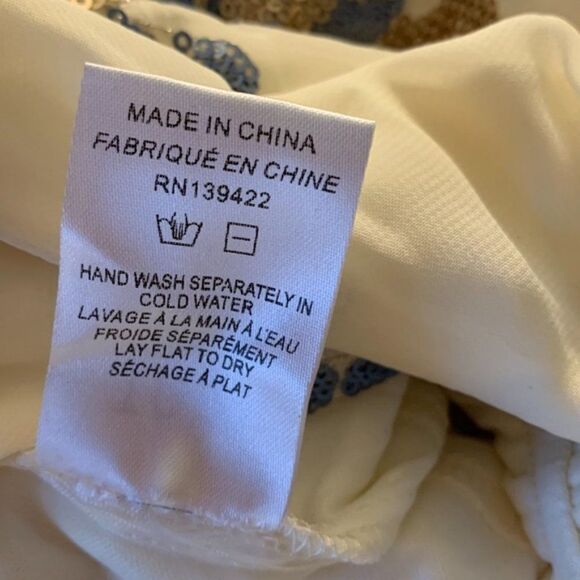 MADE IN CHINA
FABRIQUÉ EN CHINE
RN139422
HAND WASH SEPARATELY IN
COLD WATER
LAVAGE À LA MAIN À L'EAU
FROIDE SÉPARÉMENT
LAY FLAT TO DRY
SÉCHAGE À PLAT